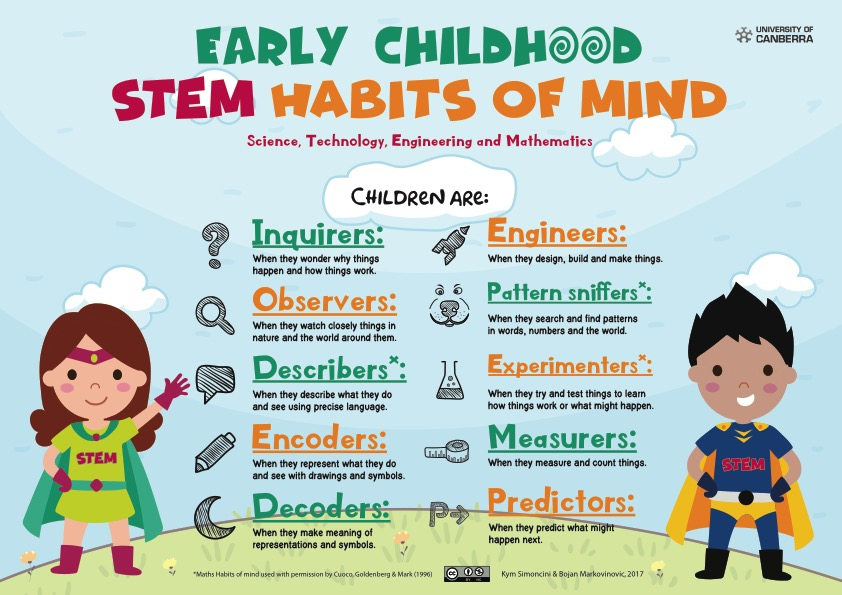 EARLY CHILDHOOD
UNIVERSITY OF
CANBERRA
STEM HABITS OF MIND
Science, Technology, Engineering and Mathematics
CHILDREN ARE:
Inquirers:
When they wonder why things
happen and how things work.
Engineers:
When they design, build and make things.
Observers:
When they watch closely things in
nature and the world around them.
Pattern sniffers*:
When they search and find patterns
in words, numbers and the world.
Describers*:
When they describe what they do
and see using precise language.
Experimenters*:
When they try and test things to learn
how things work or what might happen.
Encoders:
When they represent what they do
and see with drawings and symbols.
Measurers:
When they measure and count things.
Decoders:
When they make meaning of
representations and symbols.
P
Predictors:
When they predict what might
happen next.
STEM
STEM
*Maths Habits of mind used with permission by Cuoco, Goldenberg & Mark (1996)
cc
BY NC
Kym Simoncini & Bojan Markovinovic, 2017